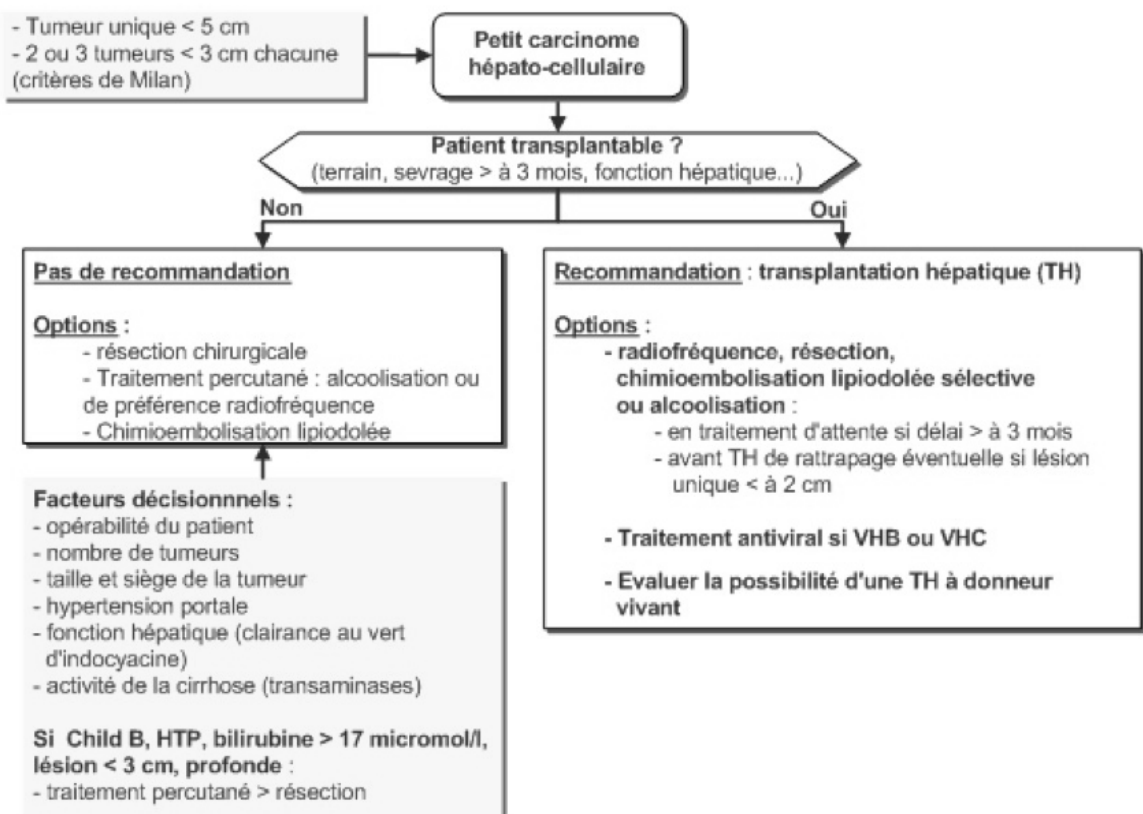 - Tumeur unique < 5 cm
- 2 ou 3 tumeurs < 3 cm chacune
(critères de Milan)
Petit carcinome
hépato-cellulaire
Patient transplantable ?
(terrain, sevrage > à 3 mois, fonction hépatique...)
Non
Oui
Pas de recommandation
Options :
- résection chirurgicale
- Traitement percutané : alcoolisation ou
de préférence radiofréquence
- Chimioembolisation lipiodolée
Facteurs décisionnnels :
- opérabilité du patient
- nombre de tumeurs
- taille et siège de la tumeur
- hypertension portale
- fonction hépatique (clairance au vert
d'indocyacine)
- activité de la cirrhose (transaminases)
Si Child B, HTP, bilirubine > 17 micromol/l,
lésion < 3 cm, profonde :
- traitement percutané > résection
Recommandation : transplantation hépatique (TH)
Options :
- radiofréquence, résection,
chimioembolisation lipiodolée sélective
ou alcoolisation :
- en traitement d'attente si délai > à 3 mois
- avant TH de rattrapage éventuelle si lésion
unique < à 2 cm
- Traitement antiviral si VHB ou VHC
- Evaluer la possibilité d'une TH à donneur
vivant